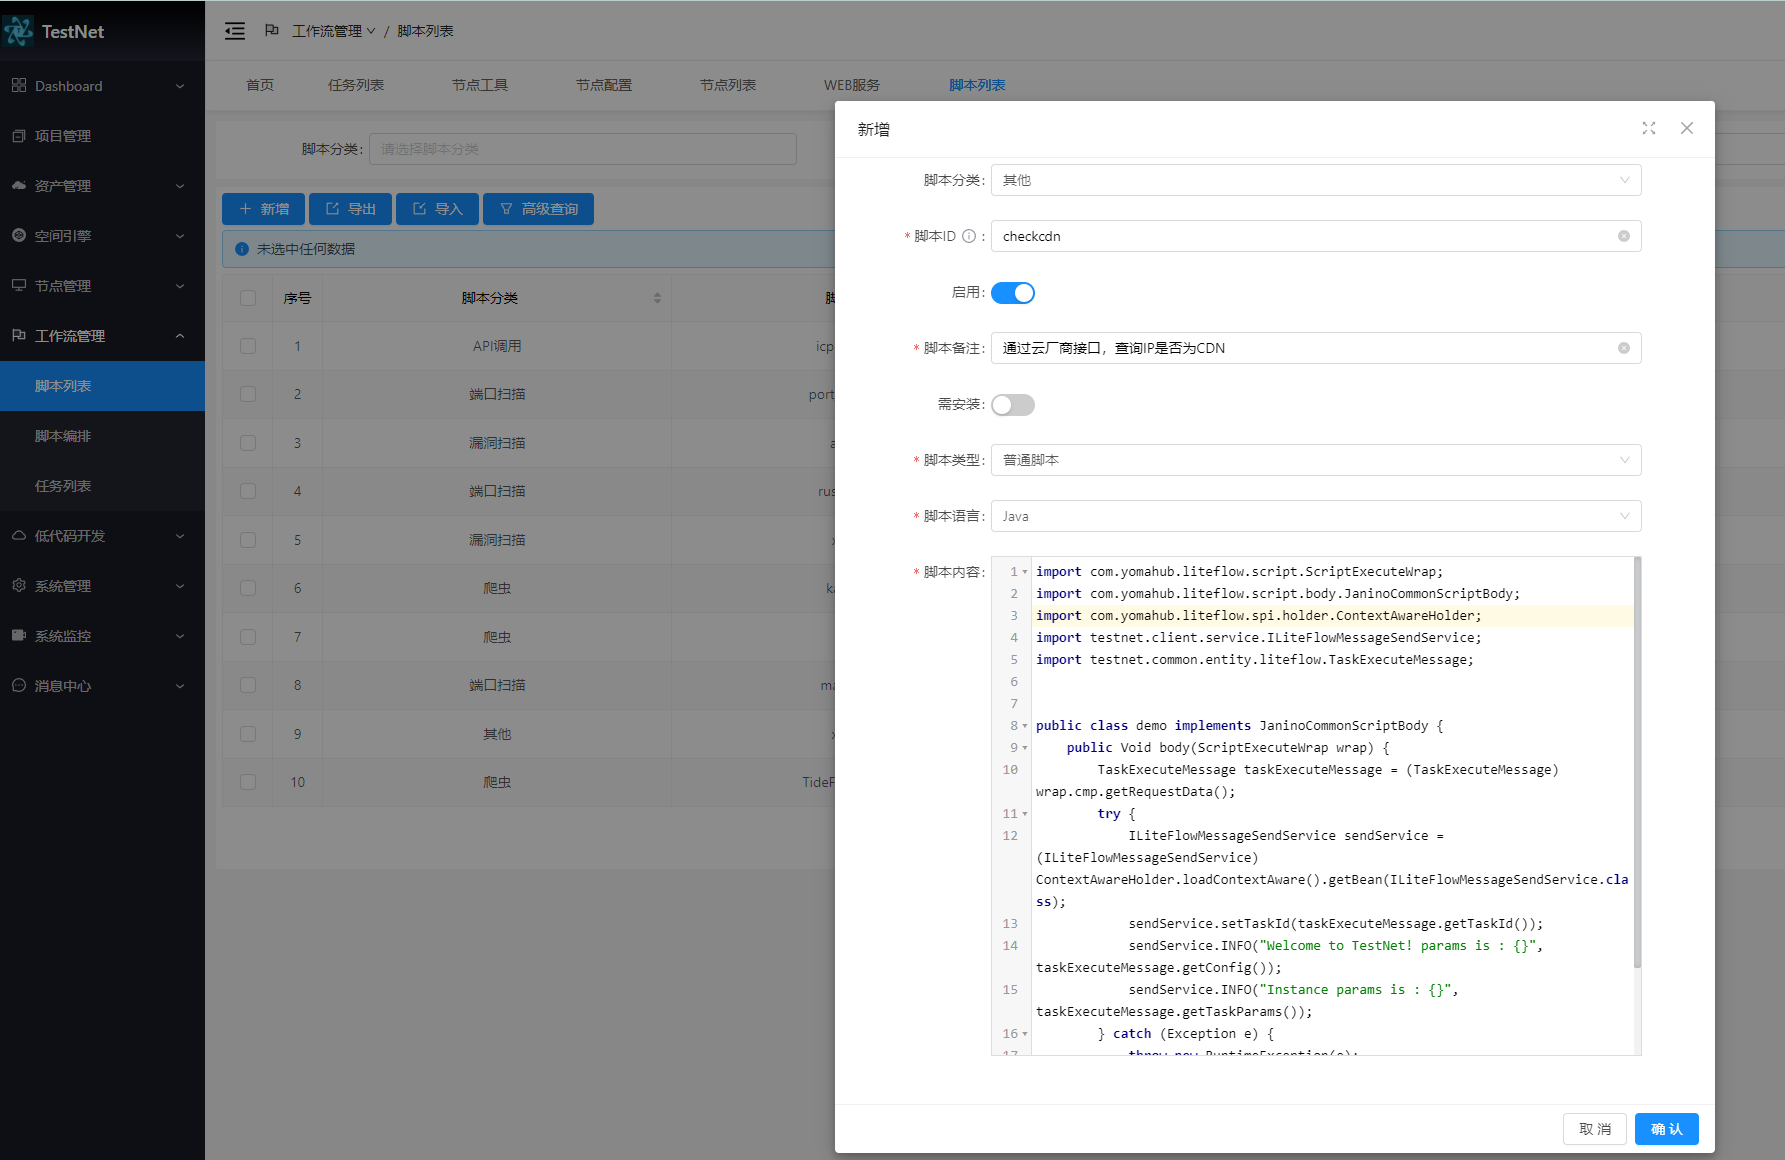 TestNet
工作流管理 / 脚本列表
Dashboard
项目管理
资产管理
空间引擎
节点管理
工作流管理
脚本列表
脚本编排
任务列表
低代码开发
系统管理
系统监控
消息中心
首页 任务列表 节点工具 节点配置 节点列表 WEB服务 脚本列表
脚本分类: 请选择脚本分类
新增 导出 导入 高级查询
未选中任何数据
序号 脚本分类
1 API调用 icp
2 端口扫描 port
3 漏洞扫描
4 端口扫描 rus
5 漏洞扫描
6 爬虫
7 爬虫
8 端口扫描
9 其他
10 爬虫
新增
脚本分类: 其他
* 脚本ID : checkcdn
启用:
* 脚本备注: 通过云厂商接口，查询IP是否为CDN
需安装:
* 脚本类型: 普通脚本
* 脚本语言: Java
* 脚本内容:
1 import com.yomahub.liteflow.script.ScriptExecuteWrap;
2 import com.yomahub.liteflow.script.body.JaninoCommonScriptBody;
3 import com.yomahub.liteflow.spi.holder.ContextAwareHolder;
4 import testnet.client.service.ILiteFlowMessageSendService;
5 import testnet.common.entity.liteflow.TaskExecuteMessage;
6
7
8 public class demo implements JaninoCommonScriptBody {
9 public Void body(ScriptExecuteWrap wrap) {
10 TaskExecuteMessage taskExecuteMessage = (TaskExecuteMessage)
wrap.cmp.getRequestData();
11 try {
12 ILiteFlowMessageSendService sendService =
(ILiteFlowMessageSendService)
ContextAwareHolder.loadContextAware().getBean(ILiteFlowMessageSendService.cla
ss);
13 sendService.setTaskId(taskExecuteMessage.getTaskId());
14 sendService.INFO("Welcome to TestNet! params is : {}",
taskExecuteMessage.getConfig());
15 sendService.INFO("Instance params is : {}",
taskExecuteMessage.getTaskParams());
16 } catch (Exception e) {
17 throw new RuntimeException(e);
取 消 确 认